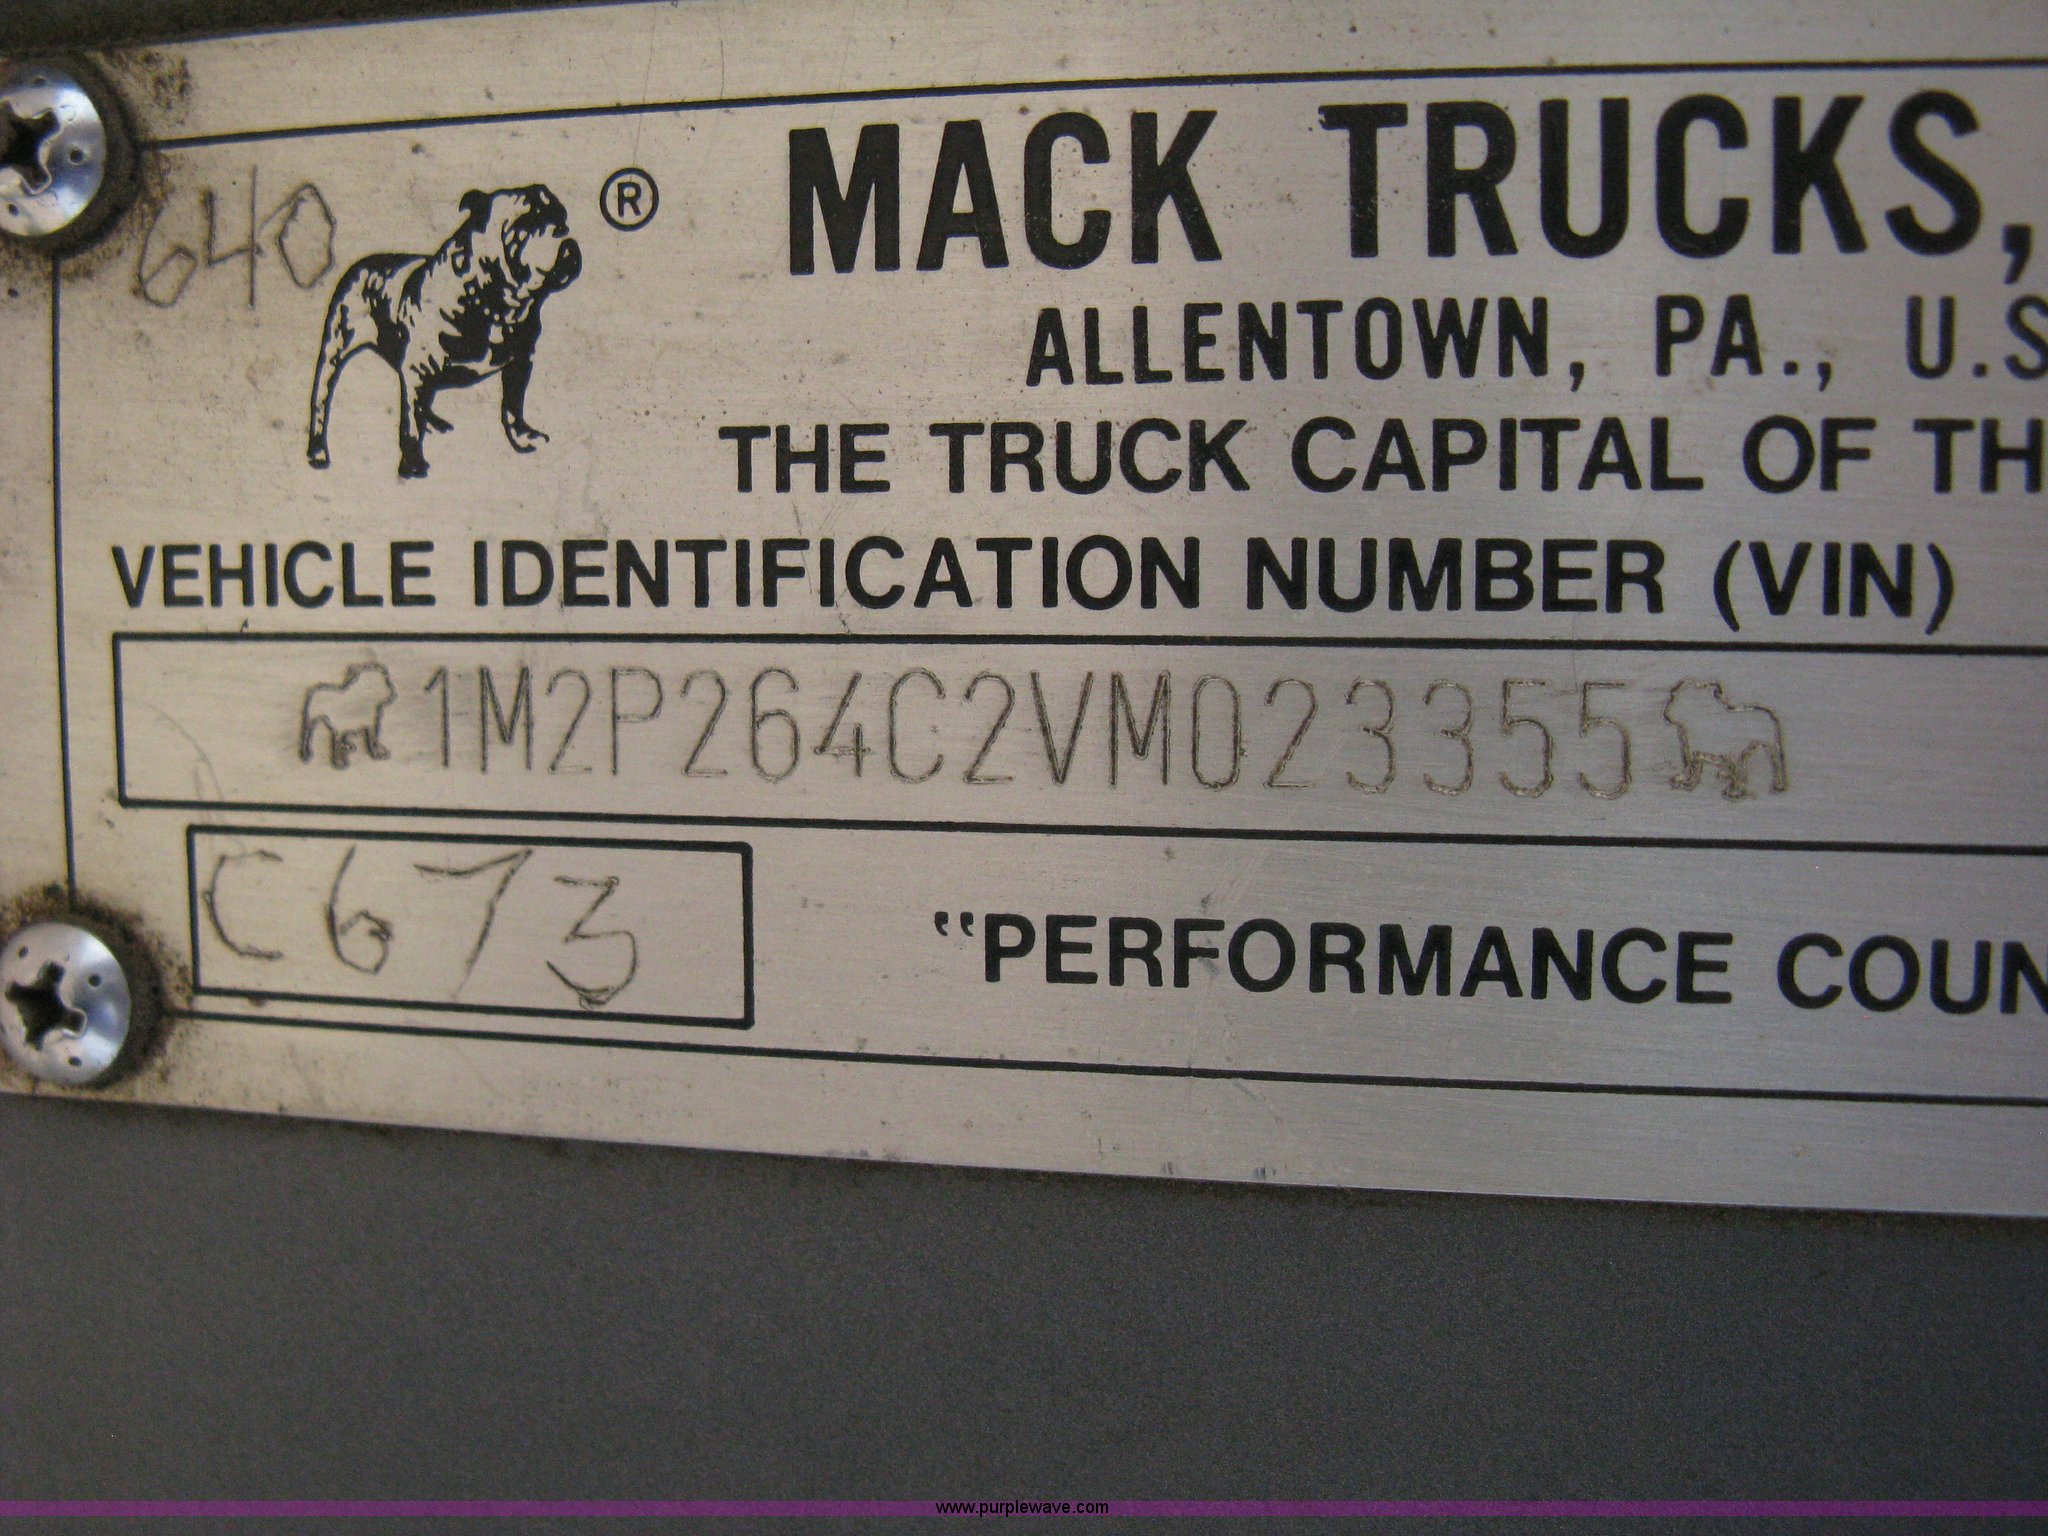 640
®
MACK TRUCKS,
ALLENTOWN, PA., U.S
THE TRUCK CAPITAL OF TH
VEHICLE IDENTIFICATION NUMBER (VIN)
1M2P264C2VM023355
C673
"PERFORMANCE COUN
www.purplewave.com